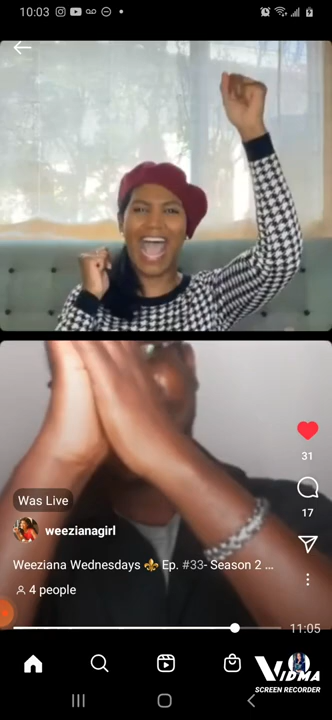 10:03
Was Live
weezianagirl
Weeziana Wednesdays ⚜️ Ep. #33- Season 2 ...
4 people
31
17
11:05
VIDMA
SCREEN RECORDER